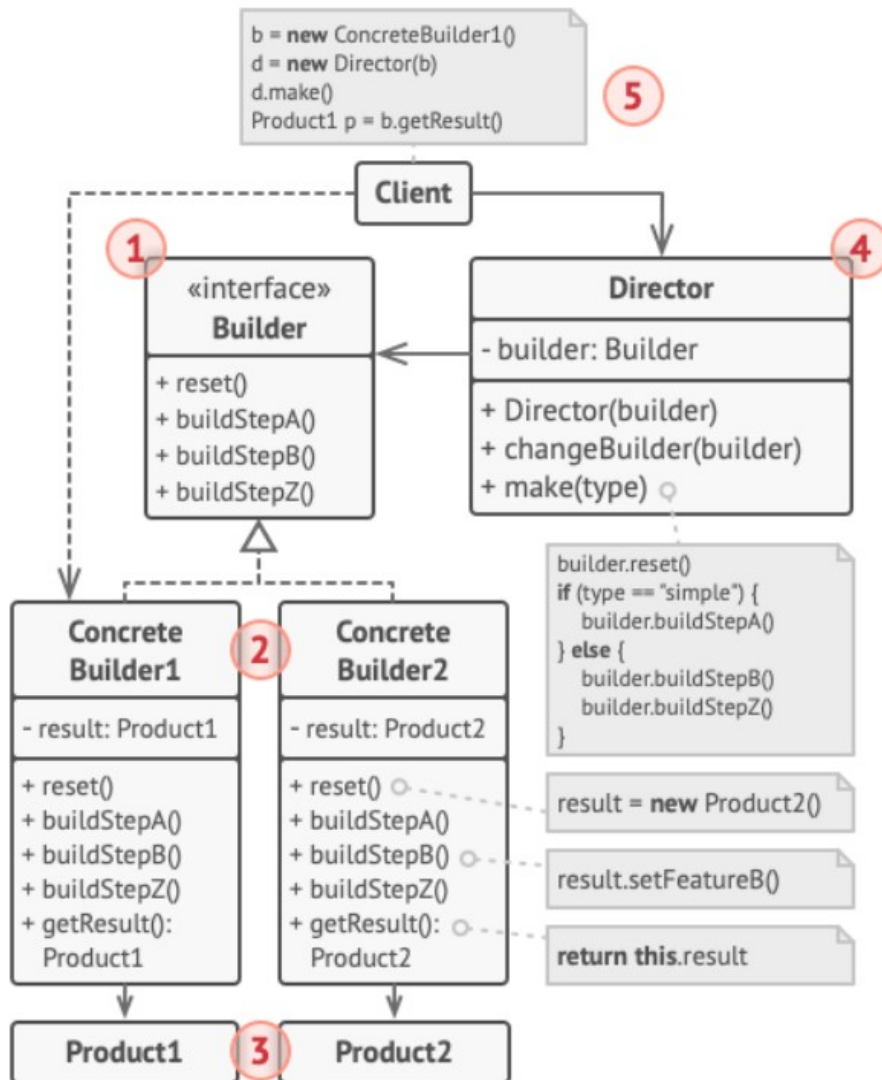 b = new ConcreteBuilder1()
d = new Director(b)
d.make()
Product1 p = b.getResult()
5
Client
1
«interface»
Builder
+ reset()
+ buildStepA()
+ buildStepB()
+ buildStepZ()
4
Director
- builder: Builder
+ Director(builder)
+ changeBuilder(builder)
+ make(type)
builder.reset()
if (type == "simple") {
builder.buildStepA()
} else {
builder.buildStepB()
builder.buildStepZ()
}
Concrete
Builder1
- result: Product1
+ reset()
+ buildStepA()
+ buildStepB()
+ buildStepZ()
+ getResult():
Product1
2
Concrete
Builder2
- result: Product2
+ reset()
+ buildStepA()
+ buildStepB()
+ buildStepZ()
+ getResult():
Product2
result = new Product2()
result.setFeatureB()
return this.result
Product1
3
Product2